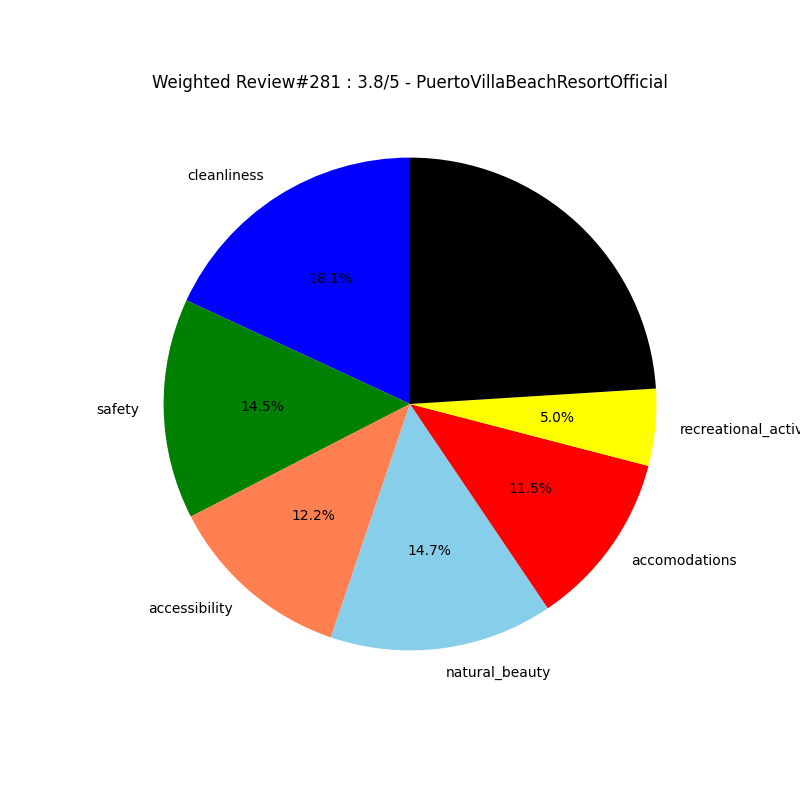 Weighted Review#281 : 3.8/5 - PuertoVillaBeachResortOfficial
cleanliness
18.1%
safety
14.5%
5.0%
recreational_activ
11.5%
12.2%
14.7%
accomodations
accessibility
natural_beauty